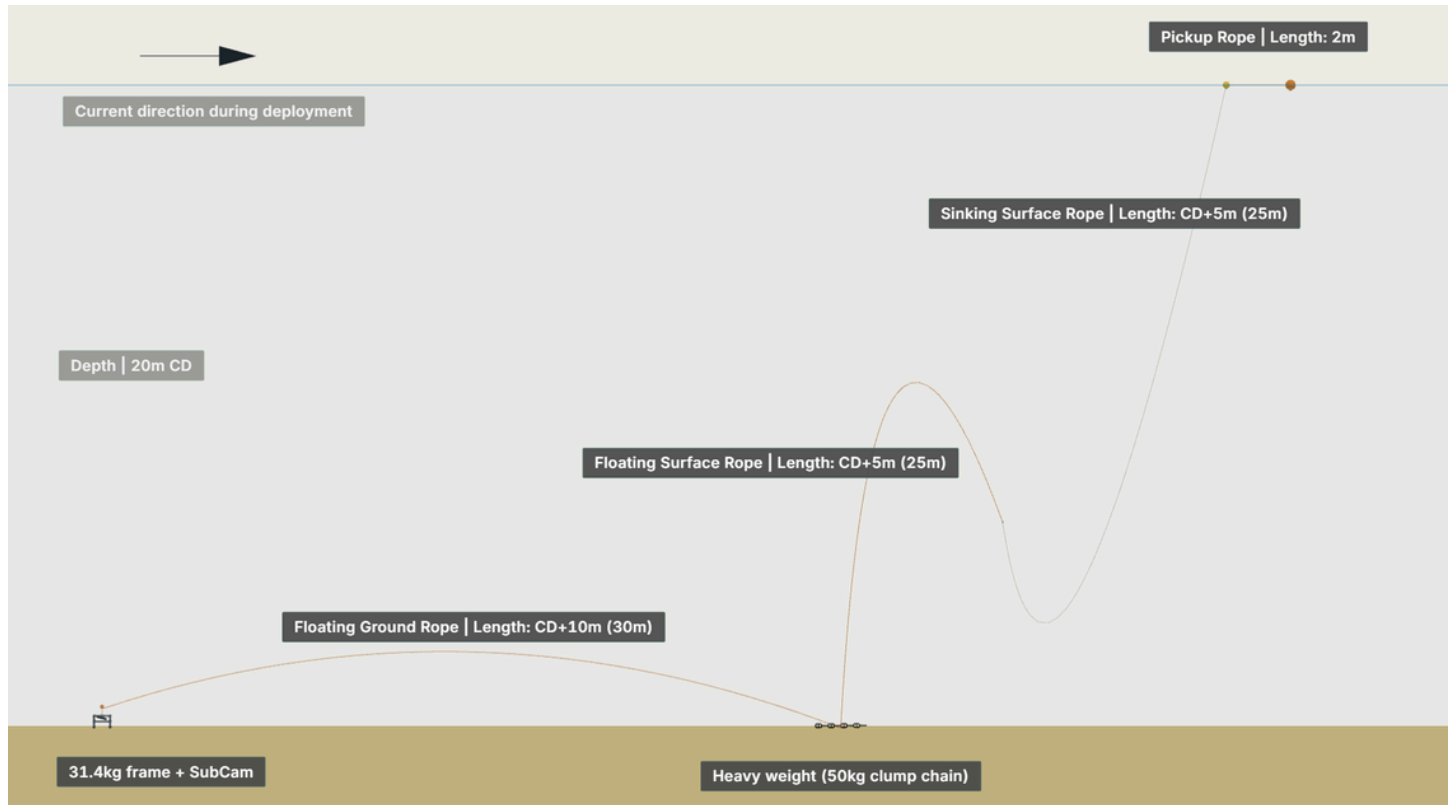 Pickup Rope | Length: 2m
Current direction during deployment
Sinking Surface Rope | Length: CD+5m (25m)
Depth | 20m CD
Floating Surface Rope | Length: CD+5m (25m)
Floating Ground Rope | Length: CD+10m (30m)
31.4kg frame + SubCam
Heavy weight (50kg clump chain)